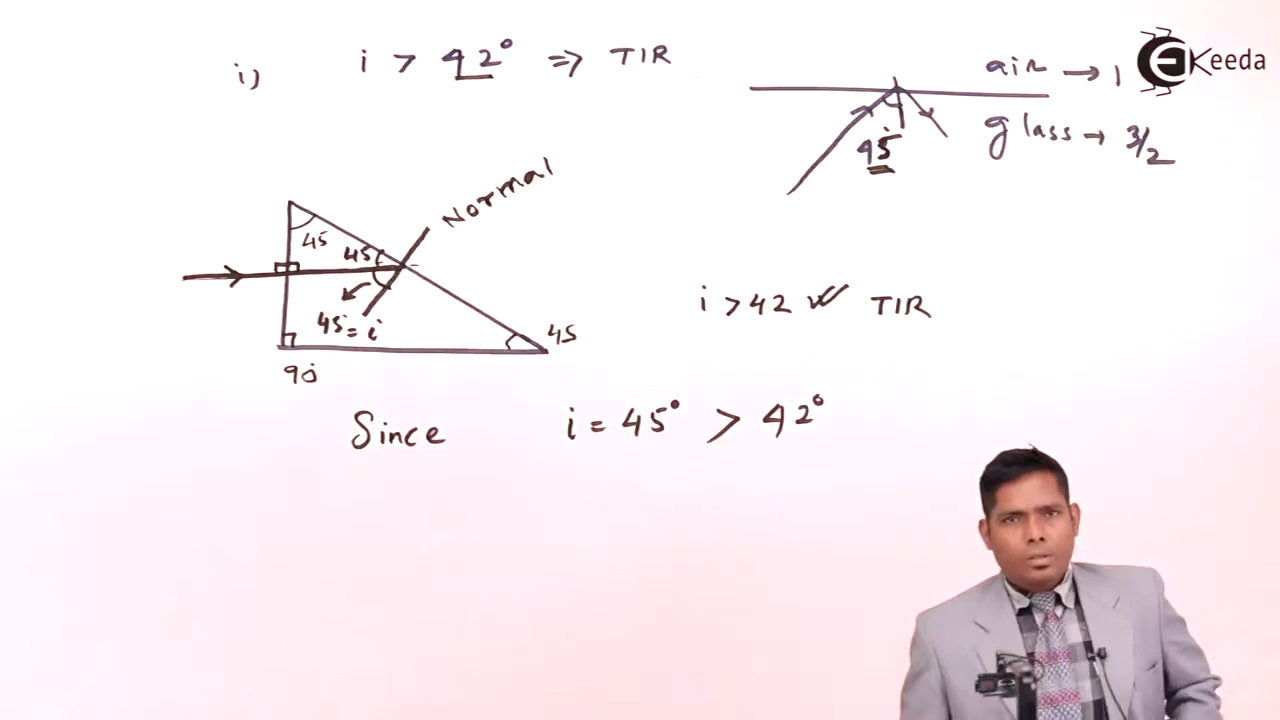 i) i > 42° ⇒ TIR
air → 1
EKeeda
glass → 3/2
45°
Normal
45
45
45° = i
45
90°
i > 42 ✓ TIR
Since i = 45° > 42°